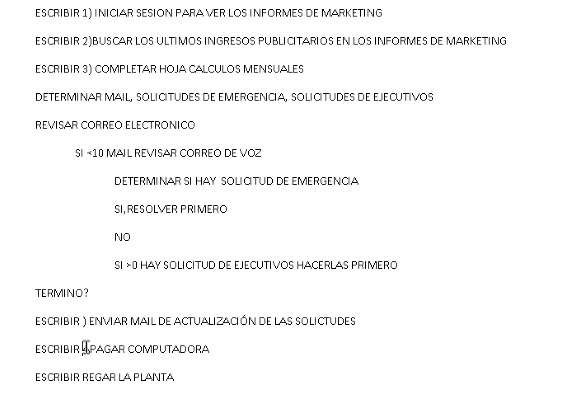 ESCRIBIR 1) INICIAR SESION PARA VER LOS INFORMES DE MARKETING
ESCRIBIR 2)BUSCAR LOS ULTIMOS INGRESOS PUBLICITARIOS EN LOS INFORMES DE MARKETING
ESCRIBIR 3) COMPLETAR HOJA CALCULOS MENSUALES
DETERMINAR MAIL, SOLICITUDES DE EMERGENCIA, SOLICITUDES DE EJECUTIVOS
REVISAR CORREO ELECTRONICO
SI <10 MAIL REVISAR CORREO DE VOZ
DETERMINAR SI HAY SOLICITUD DE EMERGENCIA
SI,RESOLVER PRIMERO
NO
SI >0 HAY SOLICITUD DE EJECUTIVOS HACERLAS PRIMERO
TERMINO?
ESCRIBIR ) ENVIAR MAIL DE ACTUALIZACIÓN DE LAS SOLICTUDES
ESCRIBIR COMPUTADORA
ESCRIBIR REGAR LA PLANTA